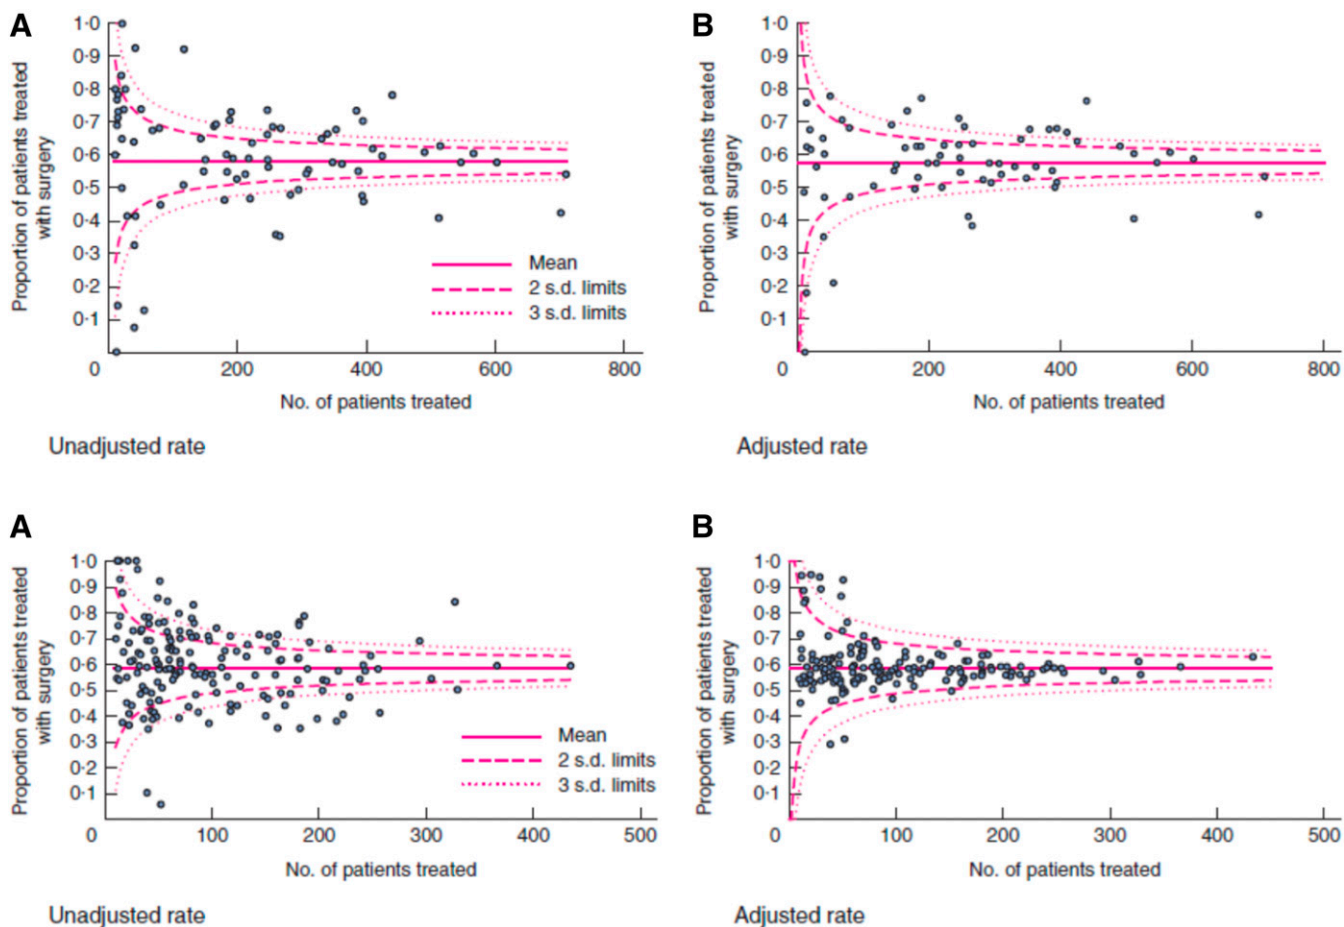 A
1·0
0·9
0·8
0·7
0·6
0·5
0·4
0·3
0·2
0·1
0
200
400
600
800
Proportion of patients treated
with surgery
Mean
2 s.d. limits
3 s.d. limits
No. of patients treated
Unadjusted rate
B
1·0
0·9
0·8
0·7
0·6
0·5
0·4
0·3
0·2
0·1
0
200
400
600
800
Proportion of patients treated
with surgery
No. of patients treated
Adjusted rate
A
1·0
0·9
0·8
0·7
0·6
0·5
0·4
0·3
0·2
0·1
0
100
200
300
400
500
Proportion of patients treated
with surgery
Mean
2 s.d. limits
3 s.d. limits
No. of patients treated
Unadjusted rate
B
1·0
0·9
0·8
0·7
0·6
0·5
0·4
0·3
0·2
0·1
0
100
200
300
400
500
Proportion of patients treated
with surgery
No. of patients treated
Adjusted rate